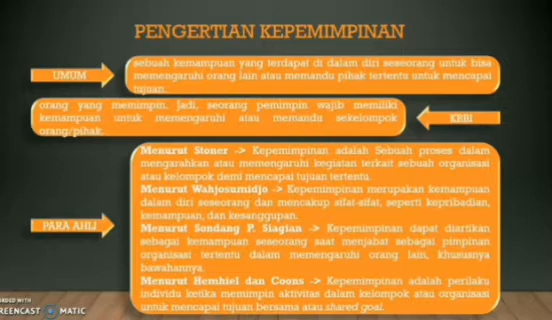 PENGERTIAN KEPEMIMPINAN
UMUM
sebuah kemampuan yang terdapat di dalam diri seseorang untuk bisa
memengaruhi orang lain atau memandu pihak tertentu untuk mencapai
tujuan.
orang yang memimpin. Jadi, seorang pemimpin wajib memiliki
kemampuan untuk memengaruhi atau memandu sekelompok
orang/pihak.
KBBI
PARA AHLI
Menurut Stoner -> Kepemimpinan adalah Sebuah proses dalam
mengarahkan atau memengaruhi kegiatan terkait sebuah organisasi
atau kelompok demi mencapai tujuan tertentu.
Menurut Wahjosumidjo -> Kepemimpinan merupakan kemampuan
dalam diri seseorang dan mencakup sifat-sifat, seperti kepribadian,
kemampuan, dan kesanggupan.
Menurut Sondang P. Siagian -> Kepemimpinan dapat diartikan
sebagai kemampuan seseorang saat menjabat sebagai pimpinan
organisasi tertentu dalam memengaruhi orang lain, khususnya
bawahannya.
Menurut Hemhiel dan Coons -> Kepemimpinan adalah perilaku
individu ketika memimpin aktivitas dalam kelompok atau organisasi
untuk mencapai tujuan bersama atau shared goal.
RDED WITH
REENCAST MATIC